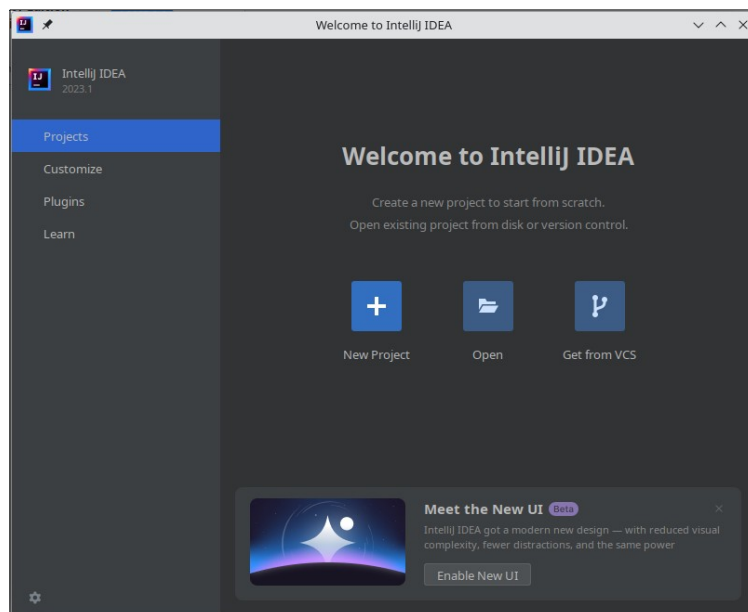 Welcome to IntelliJ IDEA
IntelliJ IDEA
2023.1
Projects
Customize
Plugins
Learn
Welcome to IntelliJ IDEA
Create a new project to start from scratch.
Open existing project from disk or version control.
New Project
Open
Get from VCS
Meet the New UI Beta
IntelliJ IDEA got a modern new design — with reduced visual
complexity, fewer distractions, and the same power
Enable New UI